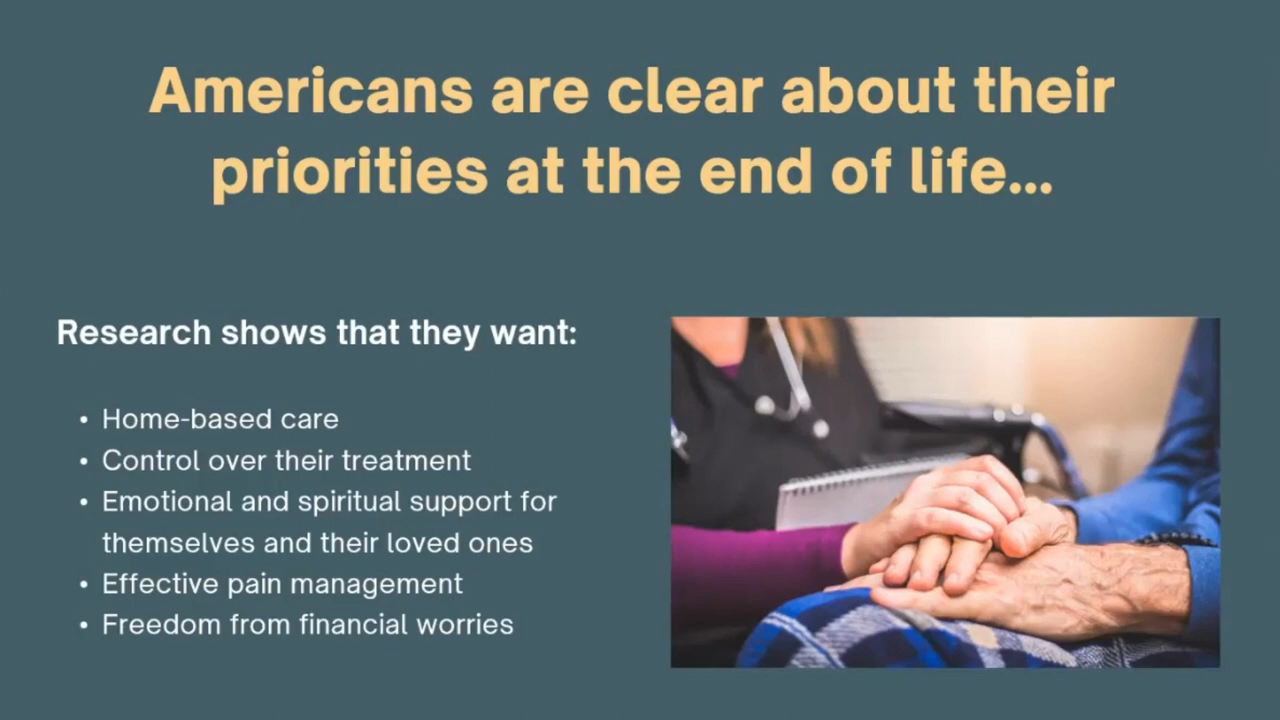 Americans are clear about their
priorities at the end of life...
Research shows that they want:
• Home-based care
• Control over their treatment
• Emotional and spiritual support for
themselves and their loved ones
• Effective pain management
• Freedom from financial worries